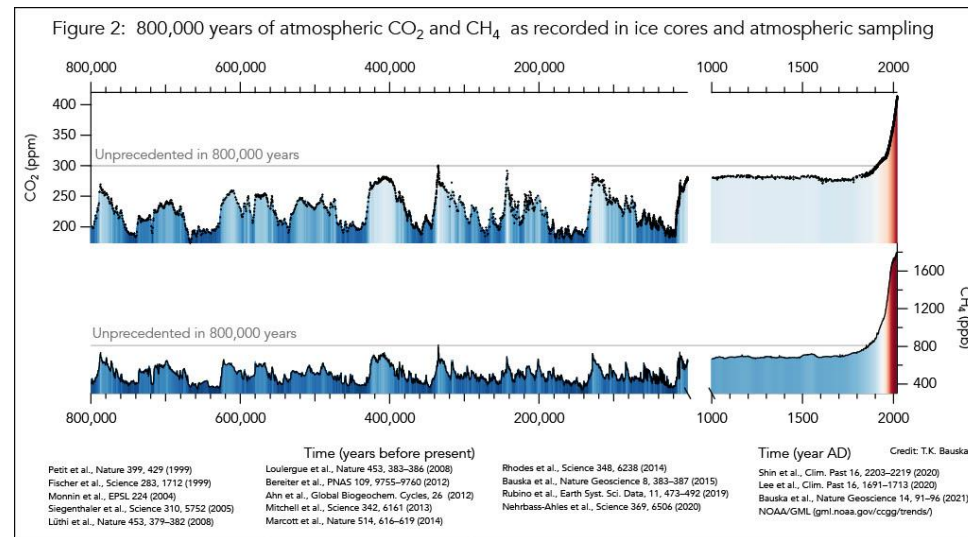 Figure 2: 800,000 years of atmospheric CO₂ and CH₄ as recorded in ice cores and atmospheric sampling
800,000 600,000 400,000 200,000 1000 1500 2000
400
350
300
250
200
CO₂ (ppm)
Unprecedented in 800,000 years
1600
1200
800
400
CH₄ (ppb)
Unprecedented in 800,000 years
800,000 600,000 400,000 200,000 1000 1500 2000
Time (years before present)
Time (year AD)
Credit: T.K. Bauska
Petit et al., Nature 399, 429 (1999)
Fischer et al., Science 283, 1712 (1999)
Monnin et al., EPSL 224 (2004)
Siegenthaler et al., Science 310, 5752 (2005)
Lüthi et al., Nature 453, 379–382 (2008)
Loulergue et al., Nature 453, 383–386 (2008)
Bereiter et al., PNAS 109, 9755–9760 (2012)
Ahn et al., Global Biogeochem. Cycles, 26 (2012)
Mitchell et al., Science 342, 6161 (2013)
Marcott et al., Nature 514, 616–619 (2014)
Rhodes et al., Science 348, 6238 (2014)
Bauska et al., Nature Geoscience 8, 383–387 (2015)
Rubino et al., Earth Syst. Sci. Data, 11, 473–492 (2019)
Nehrbass-Ahles et al., Science 369, 6506 (2020)
Shin et al., Clim. Past 16, 2203–2219 (2020)
Lee et al., Clim. Past 16, 1691–1713 (2020)
Bauska et al., Nature Geoscience 14, 91–96 (2021)
NOAA/GML (gml.noaa.gov/ccgg/trends/)